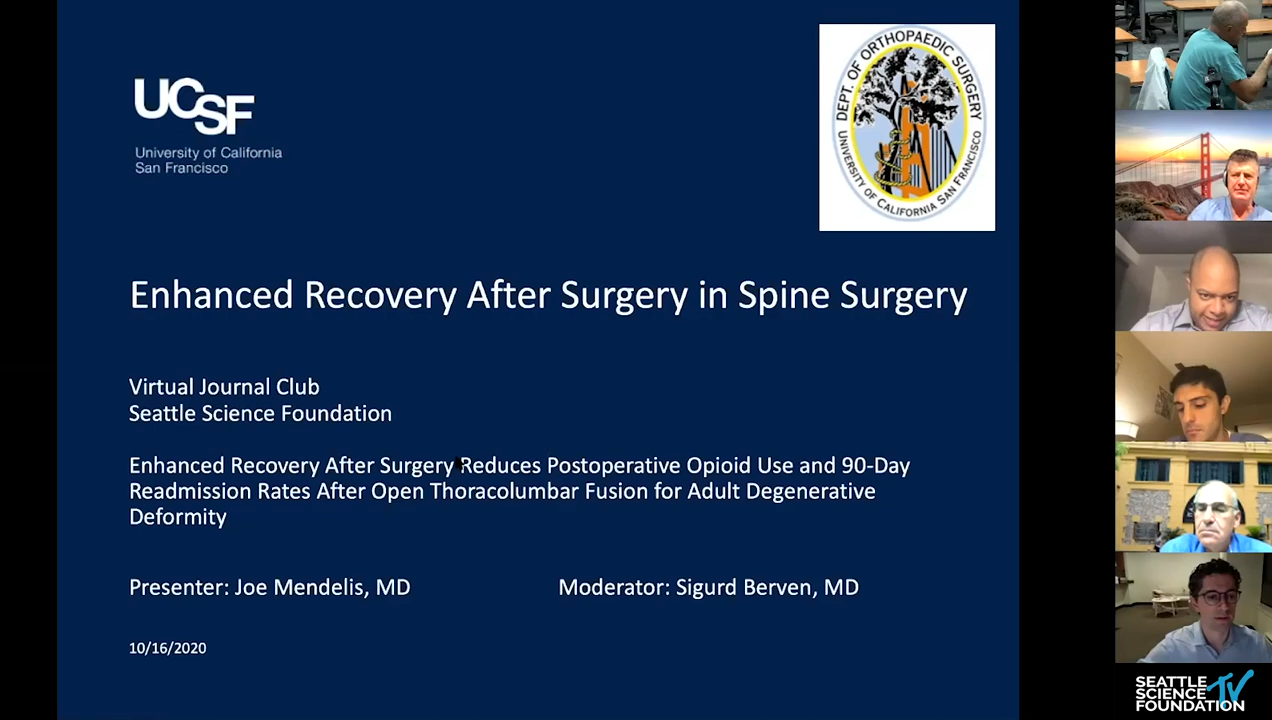 UCSF
University of California
San Francisco
DEPT. OF ORTHOPAEDIC SURGERY
UNIVERSITY OF CALIFORNIA SAN FRANCISCO
Enhanced Recovery After Surgery in Spine Surgery
Virtual Journal Club
Seattle Science Foundation
Enhanced Recovery After Surgery Reduces Postoperative Opioid Use and 90-Day
Readmission Rates After Open Thoracolumbar Fusion for Adult Degenerative
Deformity
Presenter: Joe Mendelis, MD
Moderator: Sigurd Berven, MD
10/16/2020
SEATTLE
SCIENCE
FOUNDATION
TV